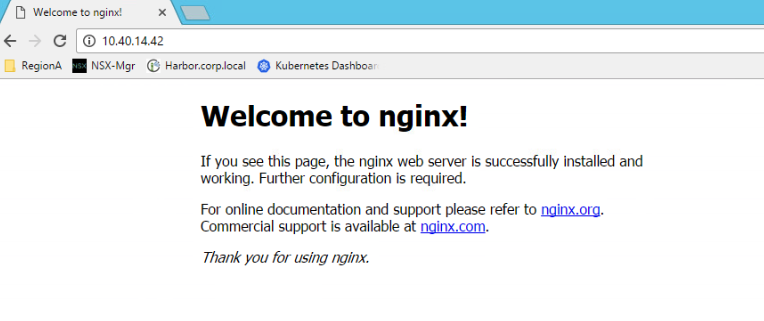 Welcome to nginx!
10.40.14.42
RegionA NSX-Mgr Harbor.corp.local Kubernetes Dashboar
Welcome to nginx!
If you see this page, the nginx web server is successfully installed and
working. Further configuration is required.
For online documentation and support please refer to nginx.org.
Commercial support is available at nginx.com.
Thank you for using nginx.